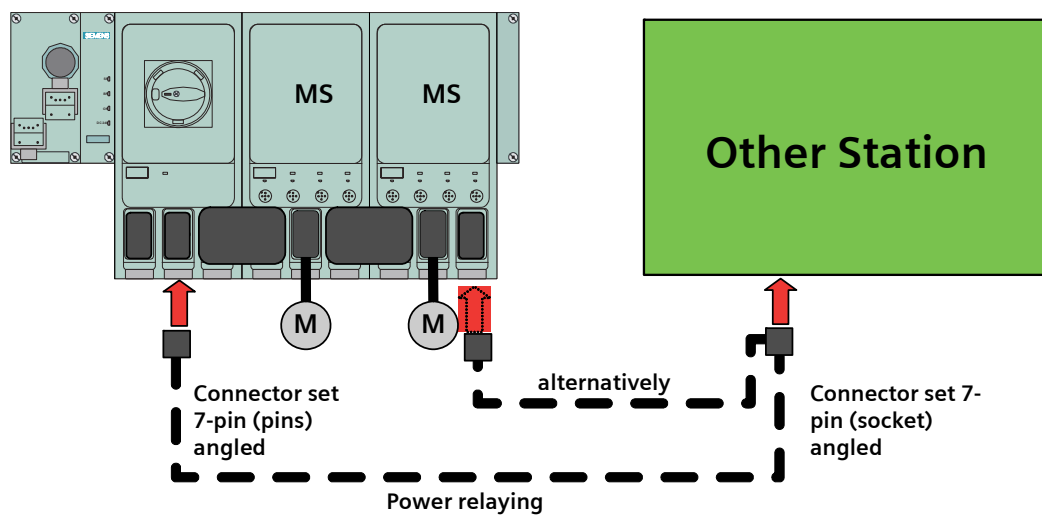 SIEMENS
MS
MS
Other Station
M
M
alternatively
Connector set
7-pin (pins)
angled
Connector set 7-
pin (socket)
angled
Power relaying